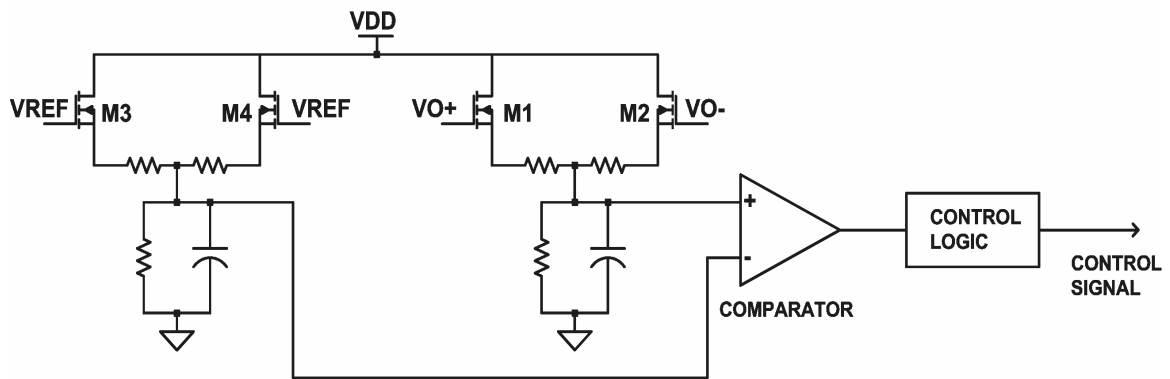 VDD
VREF
M3
M4
VREF
VO+
M1
M2
VO-
+
-
COMPARATOR
CONTROL
LOGIC
CONTROL
SIGNAL